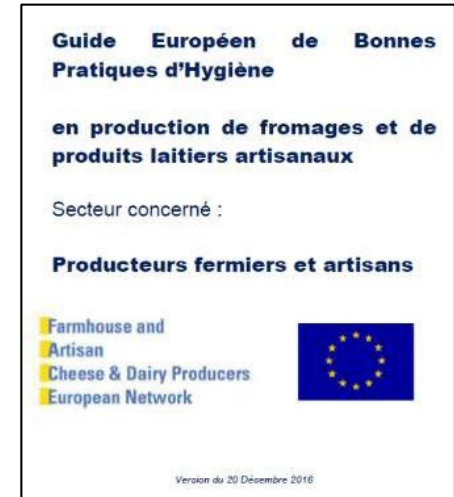 Guide Européen de Bonnes
Pratiques d'Hygiène
en production de fromages et de
produits laitiers artisanaux
Secteur concerné :
Producteurs fermiers et artisans
Farmhouse and
Artisan
Cheese & Dairy Producers
European Network
Version du 20 Décembre 2016